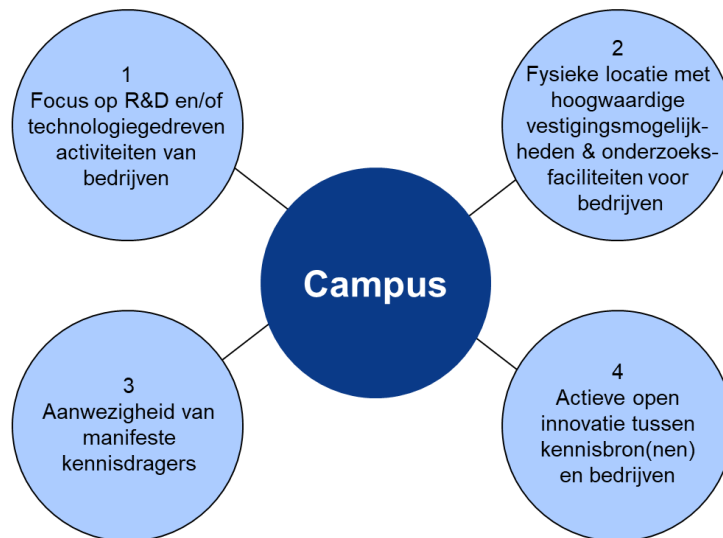 1
Focus op R&D en/of
technologiegedreven
activiteiten van
bedrijven
2
Fysieke locatie met
hoogwaardige
vestigingsmogelijk-
heden & onderzoeks-
faciliteiten voor
bedrijven
Campus
3
Aanwezigheid van
manifeste
kennisdragers
4
Actieve open
innovatie tussen
kennisbron(nen)
en bedrijven